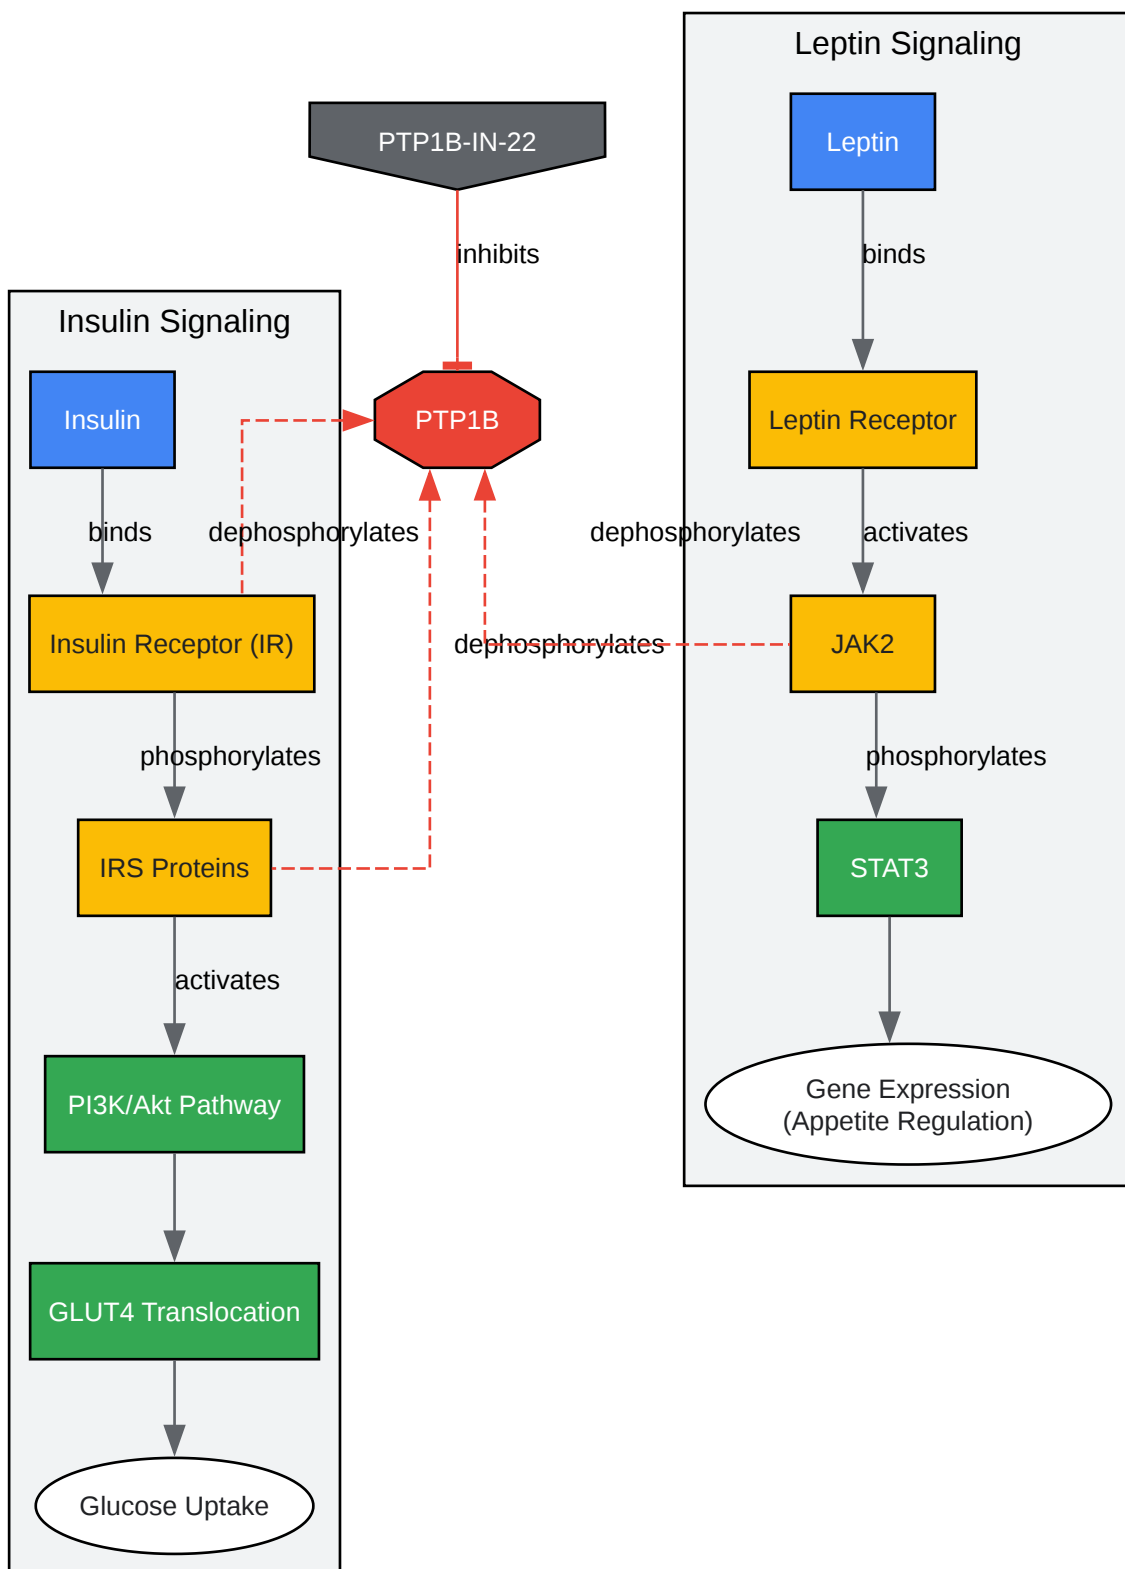 Leptin Signaling
PTP1B-IN-22
Leptin
inhibits
binds
Insulin Signaling
Insulin
PTP1B
Leptin Receptor
binds
dephosphorylates
dephosphorylates
activates
Insulin Receptor (IR)
dephosphorylates
JAK2
phosphorylates
phosphorylates
IRS Proteins
STAT3
activates
PI3K/Akt Pathway
Gene Expression
(Appetite Regulation)
GLUT4 Translocation
Glucose Uptake